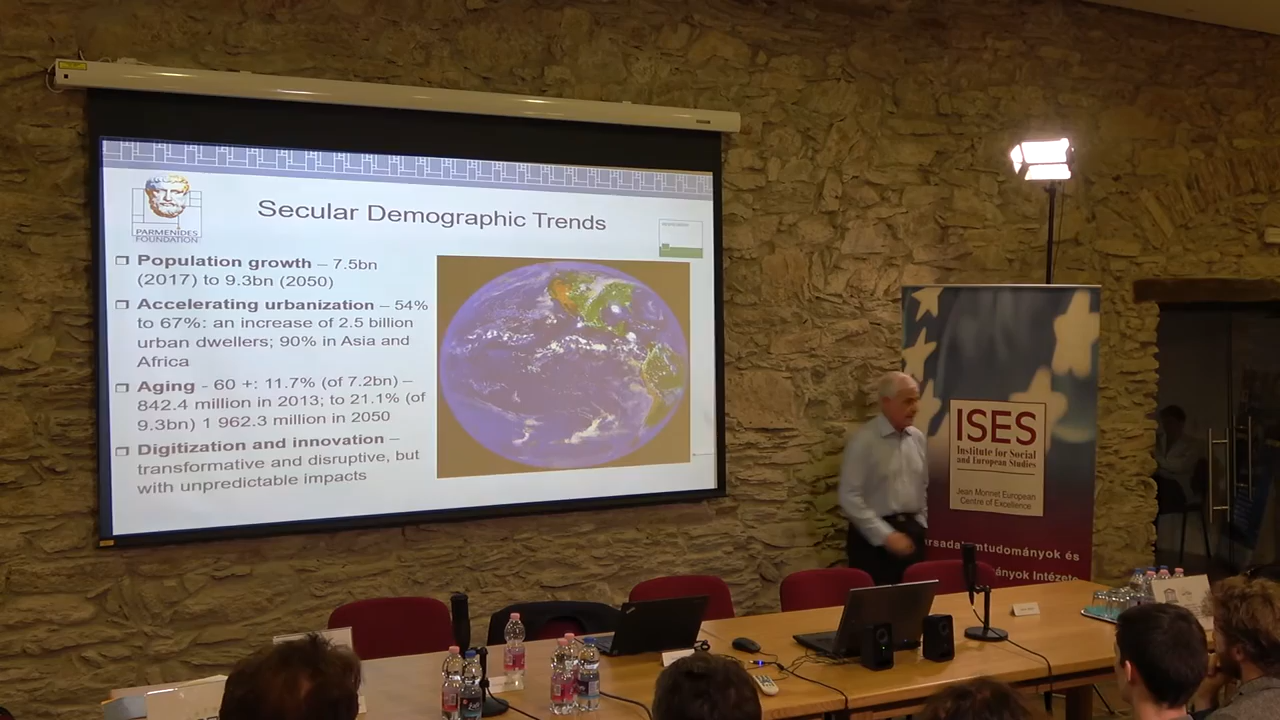 Secular Demographic Trends
PARMENIDES
FOUNDATION
Population growth – 7.5bn
(2017) to 9.3bn (2050)
Accelerating urbanization – 54%
to 67%: an increase of 2.5 billion
urban dwellers; 90% in Asia and
Africa
Aging - 60 +: 11.7% (of 7.2bn) –
842.4 million in 2013; to 21.1% (of
9.3bn) 1 962.3 million in 2050
Digitization and innovation –
transformative and disruptive, but
with unpredictable impacts
ISES
Institute for Social
and European Studies
Jean Monnet European
Centre of Excellence
ársadalomtudományok és
ányok Intézete